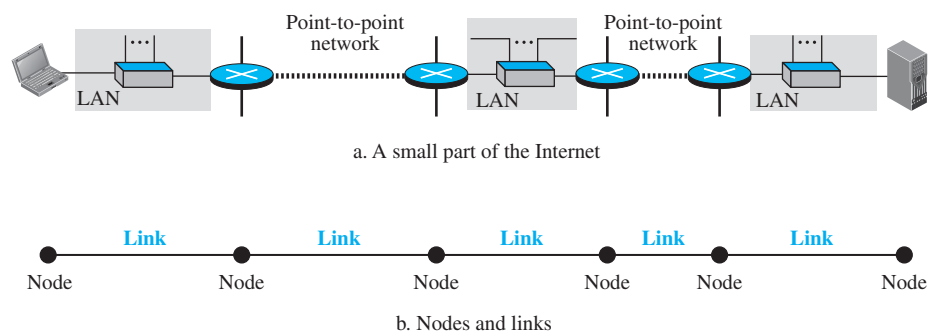 Point-to-point
network
Point-to-point
network
LAN
LAN
LAN
a. A small part of the Internet
Link
Link
Link
Link
Link
Node
Node
Node
Node
Node
Node
b. Nodes and links